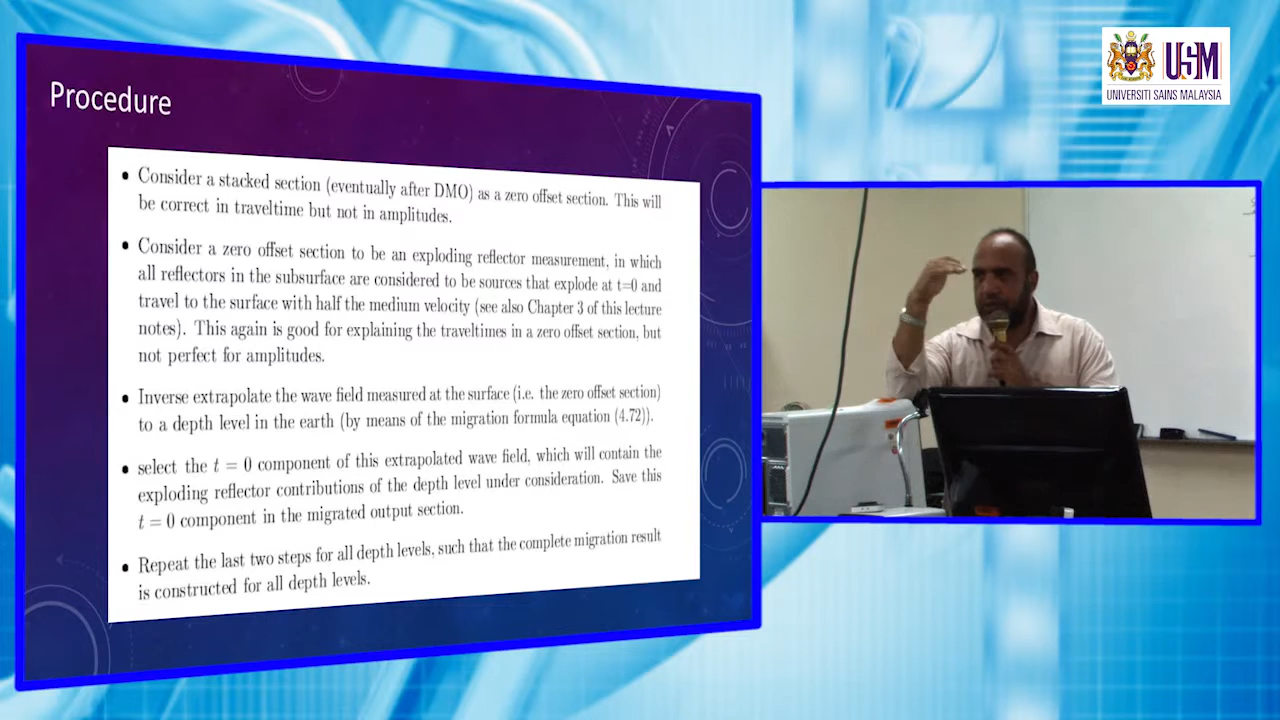 Procedure
• Consider a stacked section (eventually after DMO) as a zero offset section. This will
be correct in traveltime but not in amplitudes.
• Consider a zero offset section to be an exploding reflector measurement, in which
all reflectors in the subsurface are considered to be sources that explode at t=0 and
travel to the surface with half the medium velocity (see also Chapter 3 of this lecture
notes). This again is good for explaining the traveltimes in a zero offset section, but
not perfect for amplitudes.
• Inverse extrapolate the wave field measured at the surface (i.e. the zero offset section)
to a depth level in the earth (by means of the migration formula equation (4.72)).
• select the t = 0 component of this extrapolated wave field, which will contain the
exploding reflector contributions of the depth level under consideration. Save this
t = 0 component in the migrated output section.
• Repeat the last two steps for all depth levels, such that the complete migration result
is constructed for all depth levels.
USM
UNIVERSITI SAINS MALAYSIA